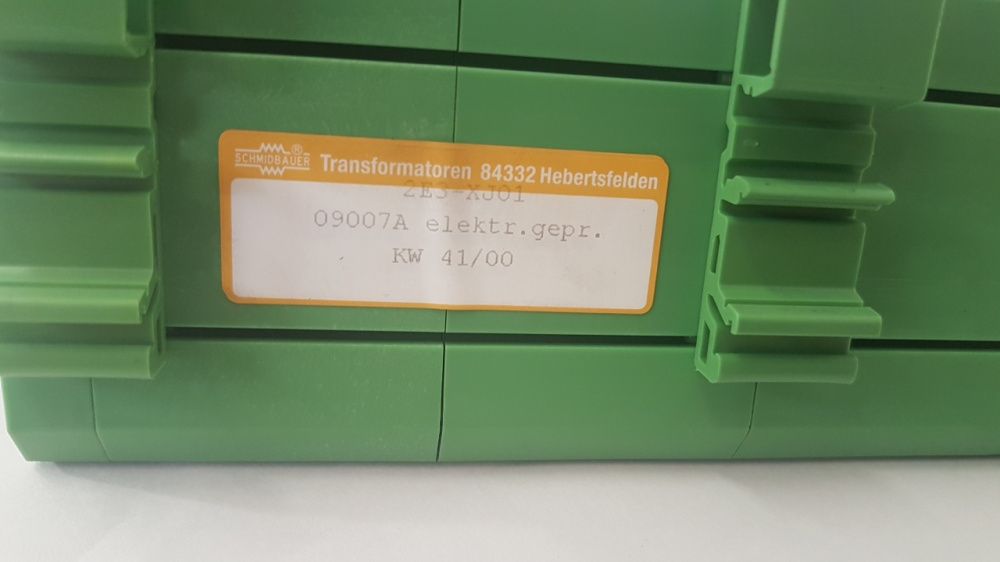 SCHMIDBAUER ® Transformatoren 84332 Hebertsfelden
2E3-XJ01
09007A elektr.gepr.
KW 41/00